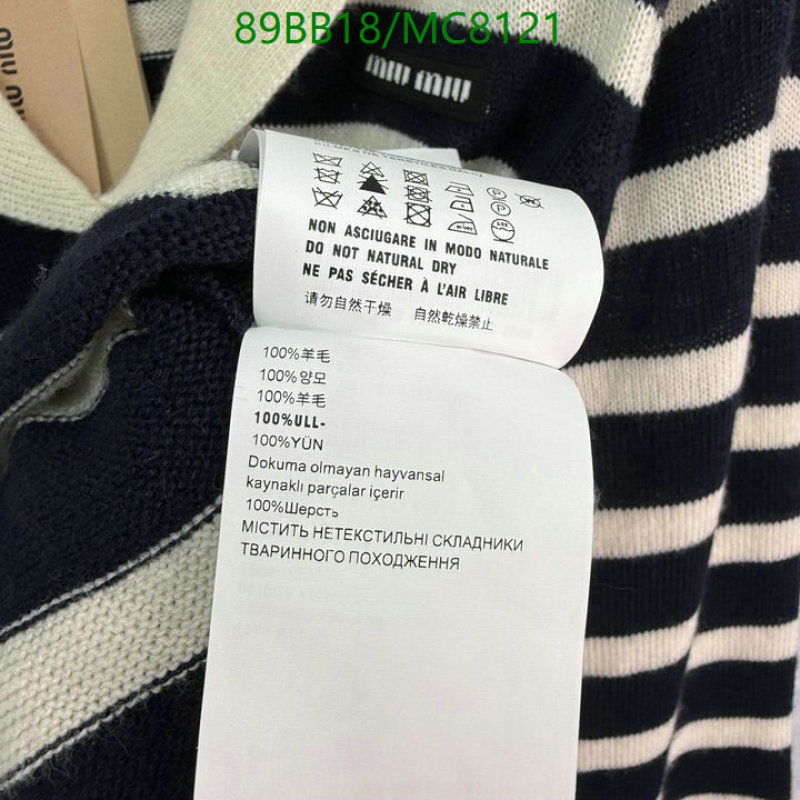 89BB18/MC8121
MIU MIU
NON ASCIUGARE IN MODO NATURALE
DO NOT NATURAL DRY
NE PAS SÉCHER À L'AIR LIBRE
请勿自然干燥 自然乾燥禁止
100%羊毛
100%양모
100%羊毛
100%ULL-
100%YÜN
Dokuma olmayan hayvansal
kaynaklı parçalar içerir
100%Шерсть
МІСТИТЬ НЕТЕКСТИЛЬНІ СКЛАДНИКИ
ТВАРИННОГО ПОХОДЖЕННЯ